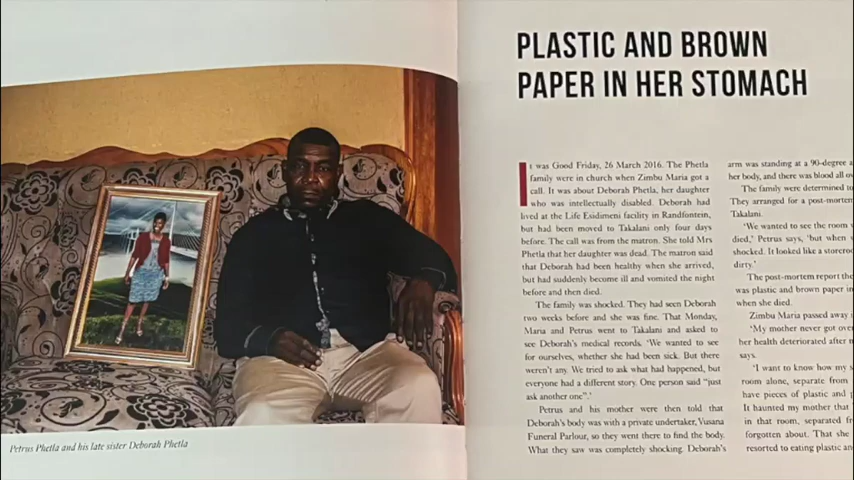 PLASTIC AND BROWN
PAPER IN HER STOMACH
It was Good Friday, 26 March 2016. The Phetla
family were in church when Zimbu Maria got a
call. It was about Deborah Phetla, her daughter
who was intellectually disabled. Deborah had
lived at the Life Esidimeni facility in Randfontein,
but had been moved to Takalani only four days
before. The call was from the matron. She told Mrs
Phetla that her daughter was dead. The matron said
that Deborah had been healthy when she arrived,
but had suddenly become ill and vomited the night
before and then died.
The family was shocked. They had seen Deborah
two weeks before and she was fine. That Monday,
Maria and Petrus went to Takalani and asked to
see Deborah's medical records. 'We wanted to see
for ourselves, whether she had been sick. But there
weren't any. We tried to ask what had happened, but
everyone had a different story. One person said "just
ask another one".'
Petrus and his mother were then told that
Deborah's body was with a private undertaker, Vusana
Funeral Parlour, so they went there to find the body.
What they saw was completely shocking. Deborah's
arm was standing at a 90-degree a
her body, and there was blood all ov
The family were determined to
They arranged for a post-mortem
Takalani.
'We wanted to see the room
died,' Petrus says, 'but when
shocked. It looked like a storeroo
dirty.'
The post-mortem report the
was plastic and brown paper in
when she died.
Zimbu Maria passed away
'My mother never got over
her health deteriorated after
says.
'I want to know how my s
room alone, separate from
have pieces of plastic and p
It haunted my mother that
in that room, separated fr
forgotten about. That she
resorted to eating plastic an
Petrus Phetla and his late sister Deborah Phetla